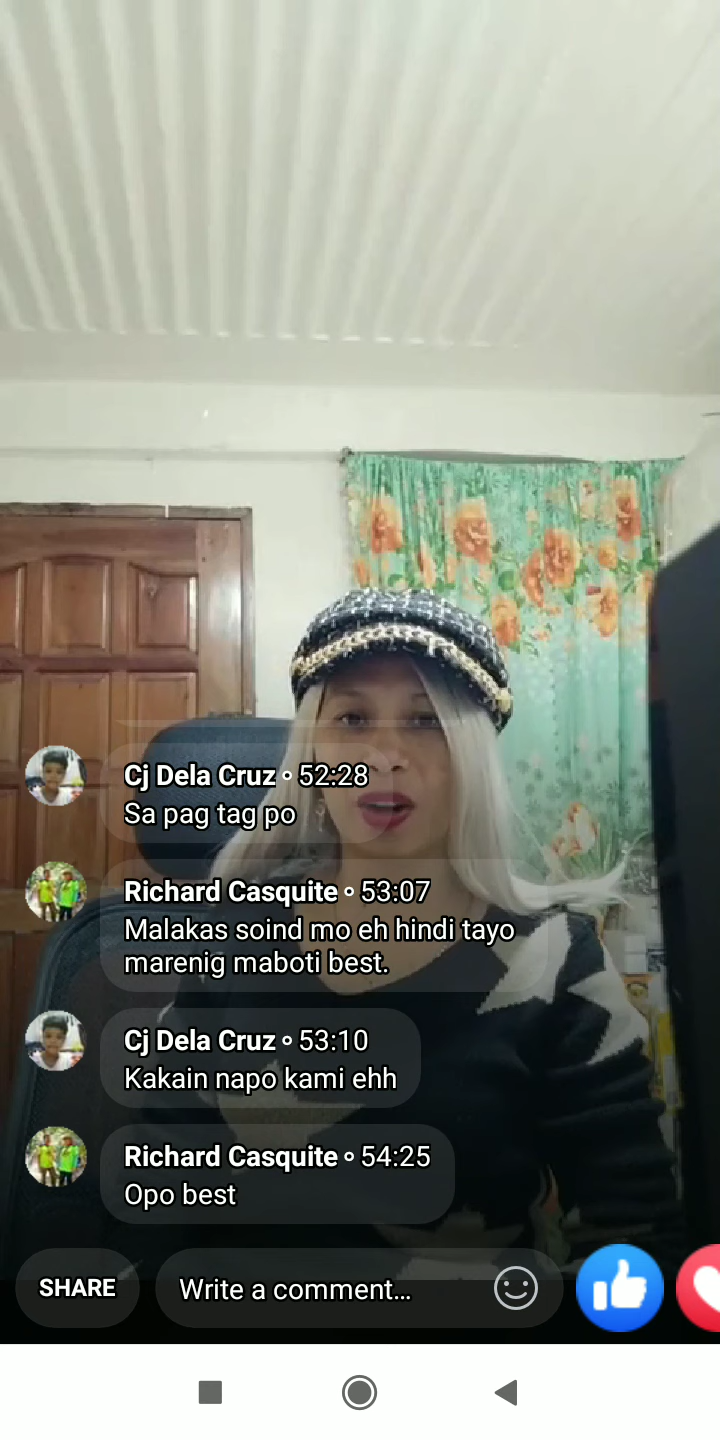 Cj Dela Cruz • 52:28
Sa pag tag po
Richard Casquite • 53:07
Malakas soind mo eh hindi tayo
marenig maboti best.
Cj Dela Cruz • 53:10
Kakain napo kami ehh
Richard Casquite • 54:25
Opo best
SHARE
Write a comment...